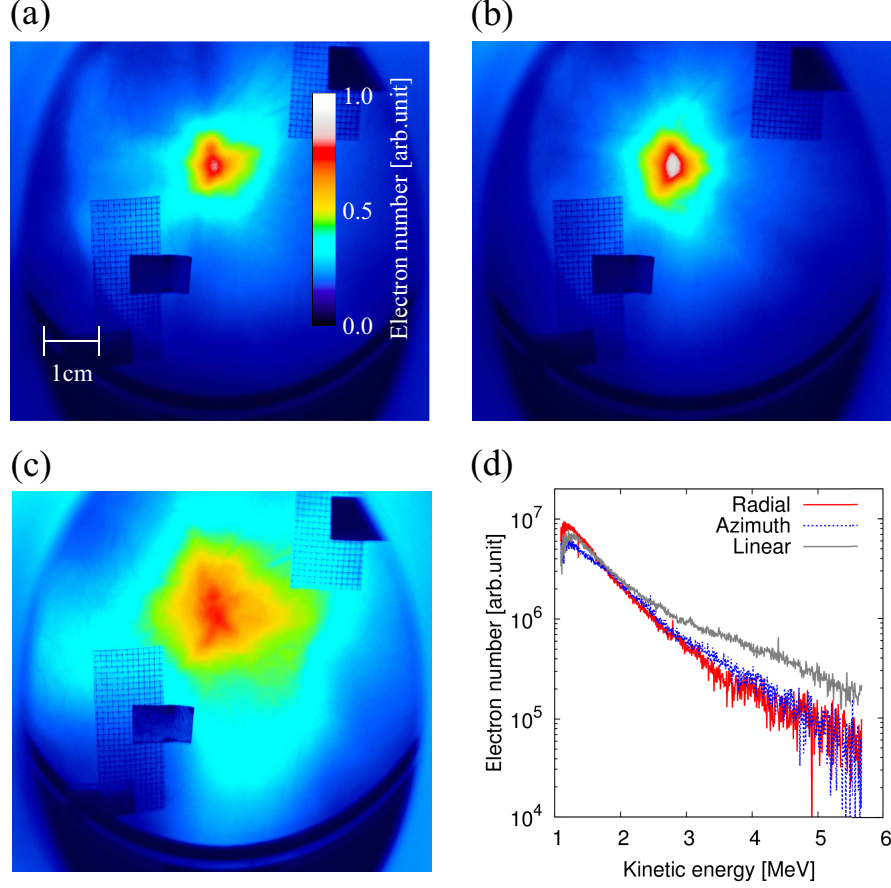 (a)
(b)
1.0
0.5
0.0
Electron number [arb.unit]
1cm
(c)
(d)
Radial
Azimuth
Linear
10^7
10^6
10^5
10^4
Electron number [arb.unit]
1
2
3
4
5
6
Kinetic energy [MeV]